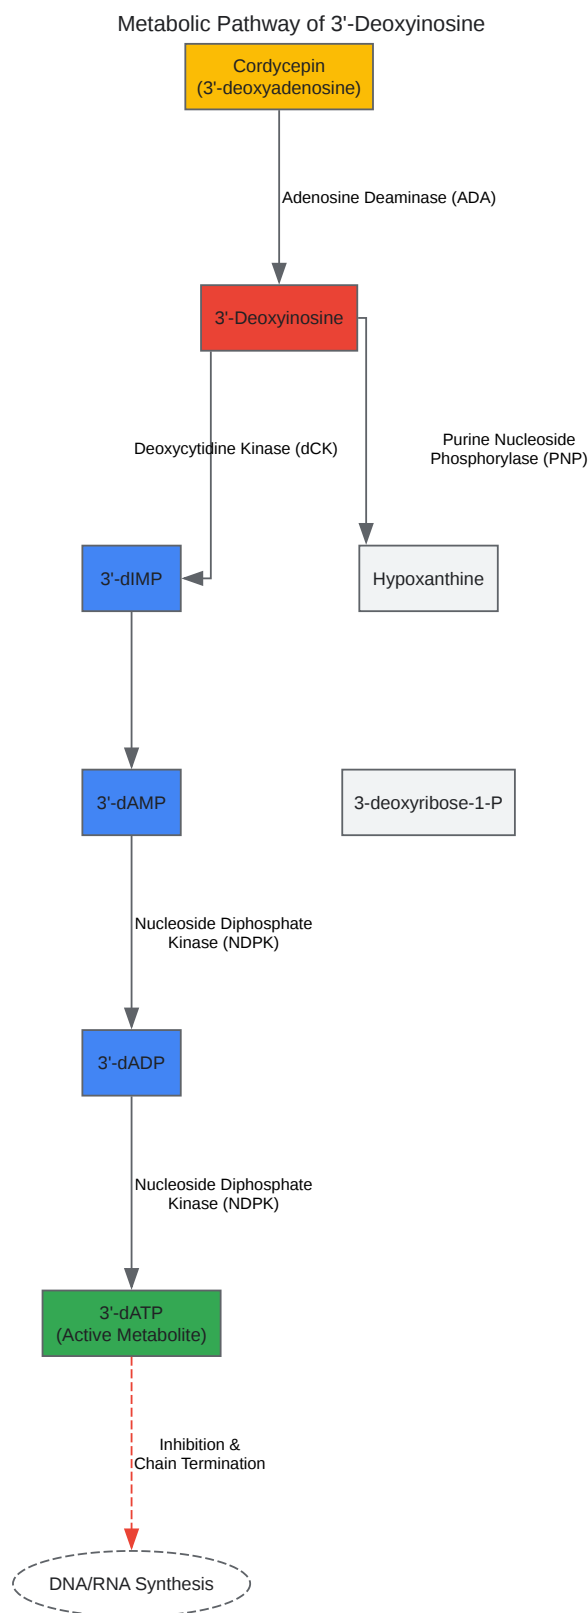 Metabolic Pathway of 3'-Deoxyinosine
Cordycepin
(3'-deoxyadenosine)
Adenosine Deaminase (ADA)
3'-Deoxyinosine
Deoxycytidine Kinase (dCK)
Purine Nucleoside
Phosphorylase (PNP)
3'-dIMP
Hypoxanthine
3'-dAMP
3-deoxyribose-1-P
Nucleoside Diphosphate
Kinase (NDPK)
3'-dADP
Nucleoside Diphosphate
Kinase (NDPK)
3'-dATP
(Active Metabolite)
Inhibition &
Chain Termination
DNA/RNA Synthesis